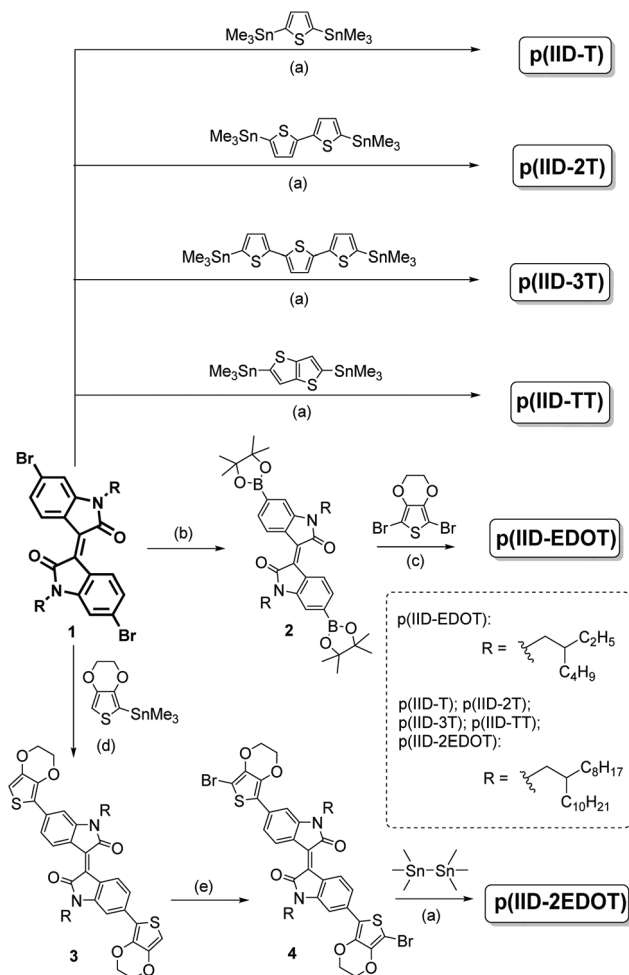 Me3Sn S SnMe3
(a)
p(IID-T)
Me3Sn S S SnMe3
(a)
p(IID-2T)
Me3Sn S S S SnMe3
(a)
p(IID-3T)
Me3Sn S S SnMe3
(a)
p(IID-TT)
Br
R
N
O
O
N
R
Br
1
(b)
O
B
O
R
N
O
O
N
R
B
O
O
2
O O
Br S Br
(c)
p(IID-EDOT)
p(IID-EDOT):
R =
C2H5
C4H9
p(IID-T); p(IID-2T);
p(IID-3T); p(IID-TT);
p(IID-2EDOT):
R =
C8H17
C10H21
O O
S SnMe3
(d)
O
O
S
R
N
O
O
N
R
S
O
O
3
(e)
O
O
Br S
R
N
O
O
N
R
S Br
O
O
4
Sn-Sn
(a)
p(IID-2EDOT)